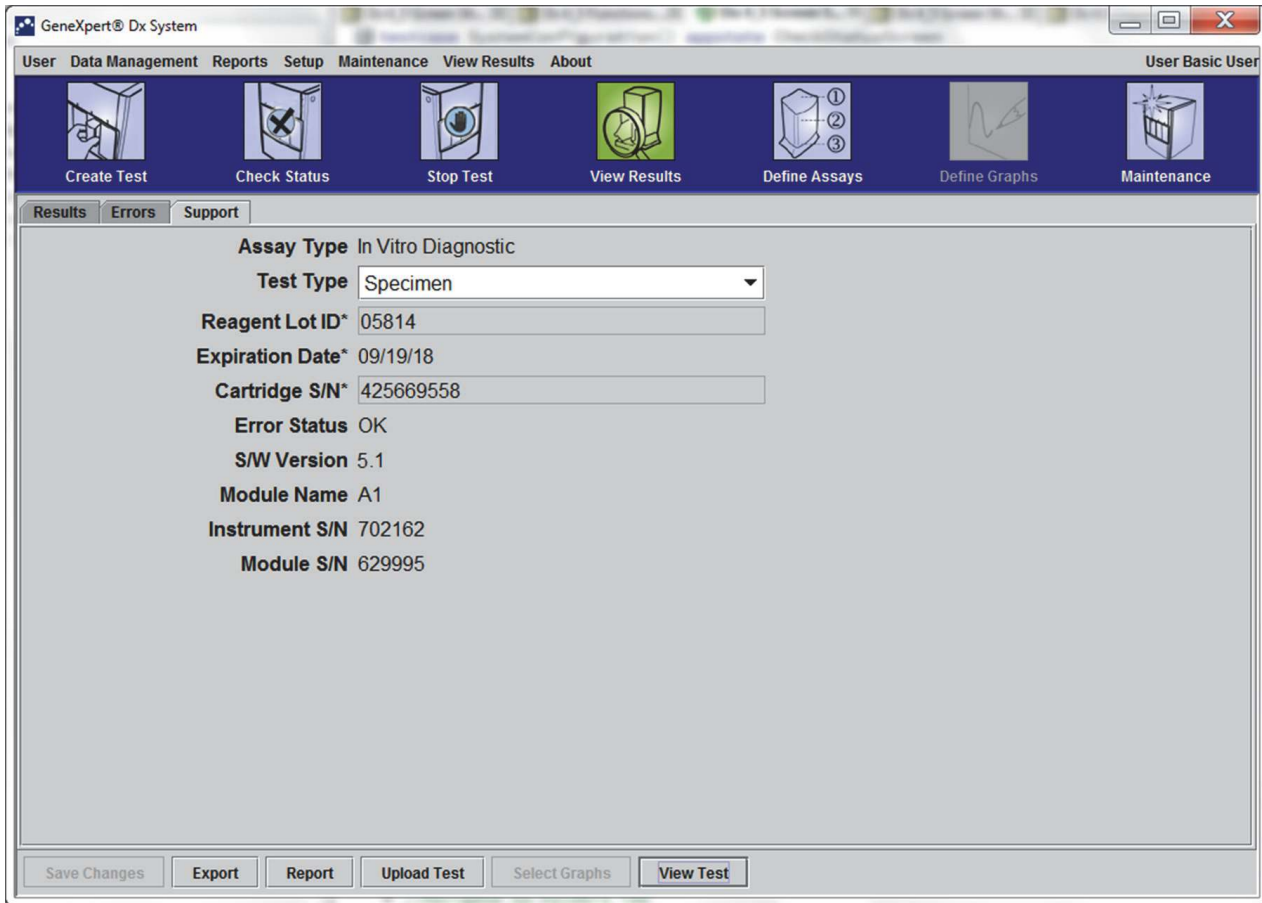 GeneXpert® Dx System
User Data Management Reports Setup Maintenance View Results About User Basic User
Create Test Check Status Stop Test View Results Define Assays Define Graphs Maintenance
Results Errors Support
Assay Type In Vitro Diagnostic
Test Type Specimen
Reagent Lot ID* 05814
Expiration Date* 09/19/18
Cartridge S/N* 425669558
Error Status OK
S/W Version 5.1
Module Name A1
Instrument S/N 702162
Module S/N 629995
Save Changes Export Report Upload Test Select Graphs View Test